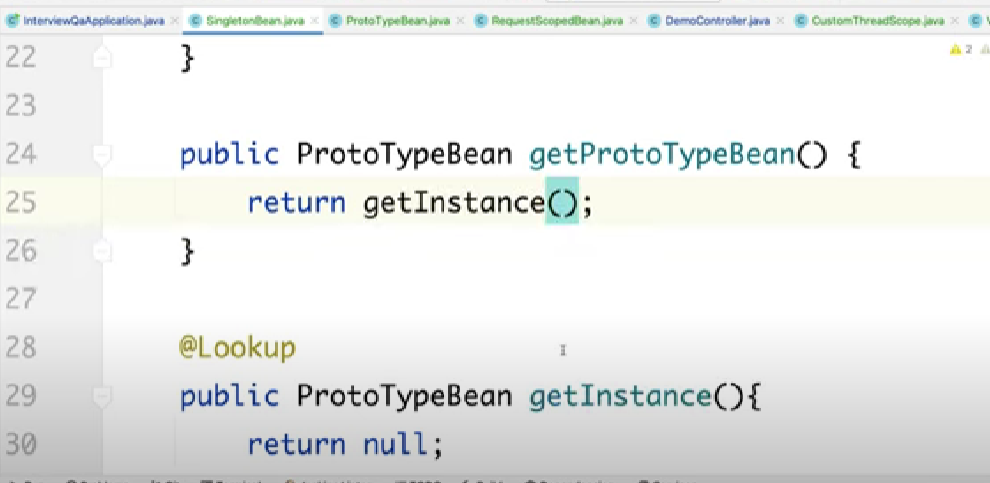 InterviewQaApplication.java × SingletonBean.java × ProtoTypeBean.java × RequestScopedBean.java × DemoController.java × CustomThreadScope.java ×
22 }
2
23
24 public ProtoTypeBean getProtoTypeBean() {
25 return getInstance();
26 }
27
28 @Lookup
29 public ProtoTypeBean getInstance(){
30 return null;